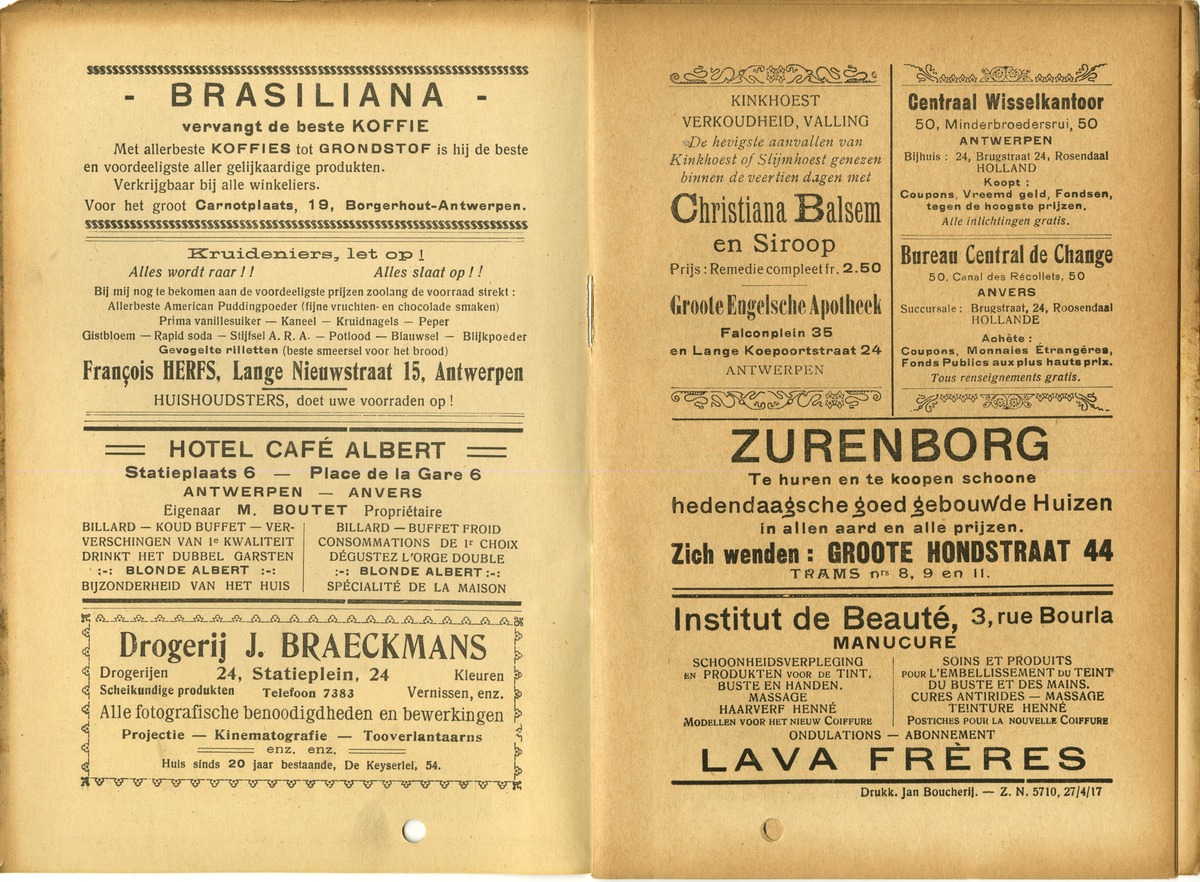 - BRASILIANA -
vervangt de beste KOFFIE
Met allerbeste KOFFIES tot GRONDSTOF is hij de beste
en voordeeligste aller gelijkaardige produkten.
Verkrijgbaar bij alle winkeliers.
Voor het groot Carnotplaats, 19, Borgerhout-Antwerpen.
Kruideniers, let op!
Alles wordt raar !! Alles slaat op !!
Bij mij nog te bekomen aan de voordeeligste prijzen zoolang de voorraad strekt :
Allerbeste American Puddingpoeder (fijne vruchten- en chocolade smaken)
Prima vanillesuiker — Kaneel — Kruidnagels — Peper
Gistbloem — Rapid soda — Stijfsel A. R. A. — Potlood — Blauwsel — Blijkpoeder
Gevogelte rilletten (beste smeersel voor het brood)
François HERFS, Lange Nieuwstraat 15, Antwerpen
HUISHOUDSTERS, doet uwe voorraden op !
HOTEL CAFÉ ALBERT
Statieplaats 6 — Place de la Gare 6
ANTWERPEN — ANVERS
Eigenaar M. BOUTET Propriétaire
BILLARD — KOUD BUFFET — VER-
VERSCHINGEN VAN 1e KWALITEIT
DRINKT HET DUBBEL GARSTEN
:-: BLONDE ALBERT :-:
BIJZONDERHEID VAN HET HUIS
BILLARD — BUFFET FROID
CONSOMMATIONS DE 1r CHOIX
DÉGUSTEZ L'ORGE DOUBLE
:-: BLONDE ALBERT :-:
SPÉCIALITÉ DE LA MAISON
Drogerij J. BRAECKMANS
Drogerijen 24, Statieplein, 24 Kleuren
Scheikundige produkten Telefoon 7383 Vernissen, enz.
Alle fotografische benoodigdheden en bewerkingen
Projectie — Kinematografie — Tooverlantaarns
enz. enz.
Huis sinds 20 jaar bestaande, De Keyserlei, 54.
KINKHOEST
VERKOUDHEID, VALLING
De hevigste aanvallen van
Kinkhoest of Slijmhoest genezen
binnen de veertien dagen met
Christiana Balsem
en Siroop
Prijs : Remedie compleet fr. 2.50
Groote Engelsche Apotheek
Falconplein 35
en Lange Koepoortstraat 24
ANTWERPEN
Centraal Wisselkantoor
50, Minderbroedersrui, 50
ANTWERPEN
Bijhuis : 24, Brugstraat 24, Rosendaal
HOLLAND
Koopt :
Coupons, Vreemd geld, Fondsen,
tegen de hoogste prijzen.
Alle inlichtingen gratis.
Bureau Central de Change
50, Canal des Récollets, 50
ANVERS
Succursale : Brugstraat, 24, Roosendaal
HOLLANDE
Achète :
Coupons, Monnaies Étrangères,
Fonds Publics aux plus hauts prix.
Tous renseignements gratis.
ZURENBORG
Te huren en te koopen schoone
hedendaagsche goed gebouwde Huizen
in allen aard en alle prijzen.
Zich wenden : GROOTE HONDSTRAAT 44
TRAMS nrs 8, 9 en 11.
Institut de Beauté, 3, rue Bourla
MANUCURE
SCHOONHEIDSVERPLEGING
EN PRODUKTEN VOOR DE TINT,
BUSTE EN HANDEN.
MASSAGE
HAARVERF HENNÉ
MODELLEN VOOR HET NIEUW COIFFURE
SOINS ET PRODUITS
POUR L'EMBELLISSEMENT DU TEINT
DU BUSTE ET DES MAINS.
CURES ANTIRIDES — MASSAGE
TEINTURE HENNÉ
POSTICHES POUR LA NOUVELLE COIFFURE
ONDULATIONS — ABONNEMENT
LAVA FRÈRES
Drukk. Jan Boucherij. — Z. N. 5710, 27/4/17